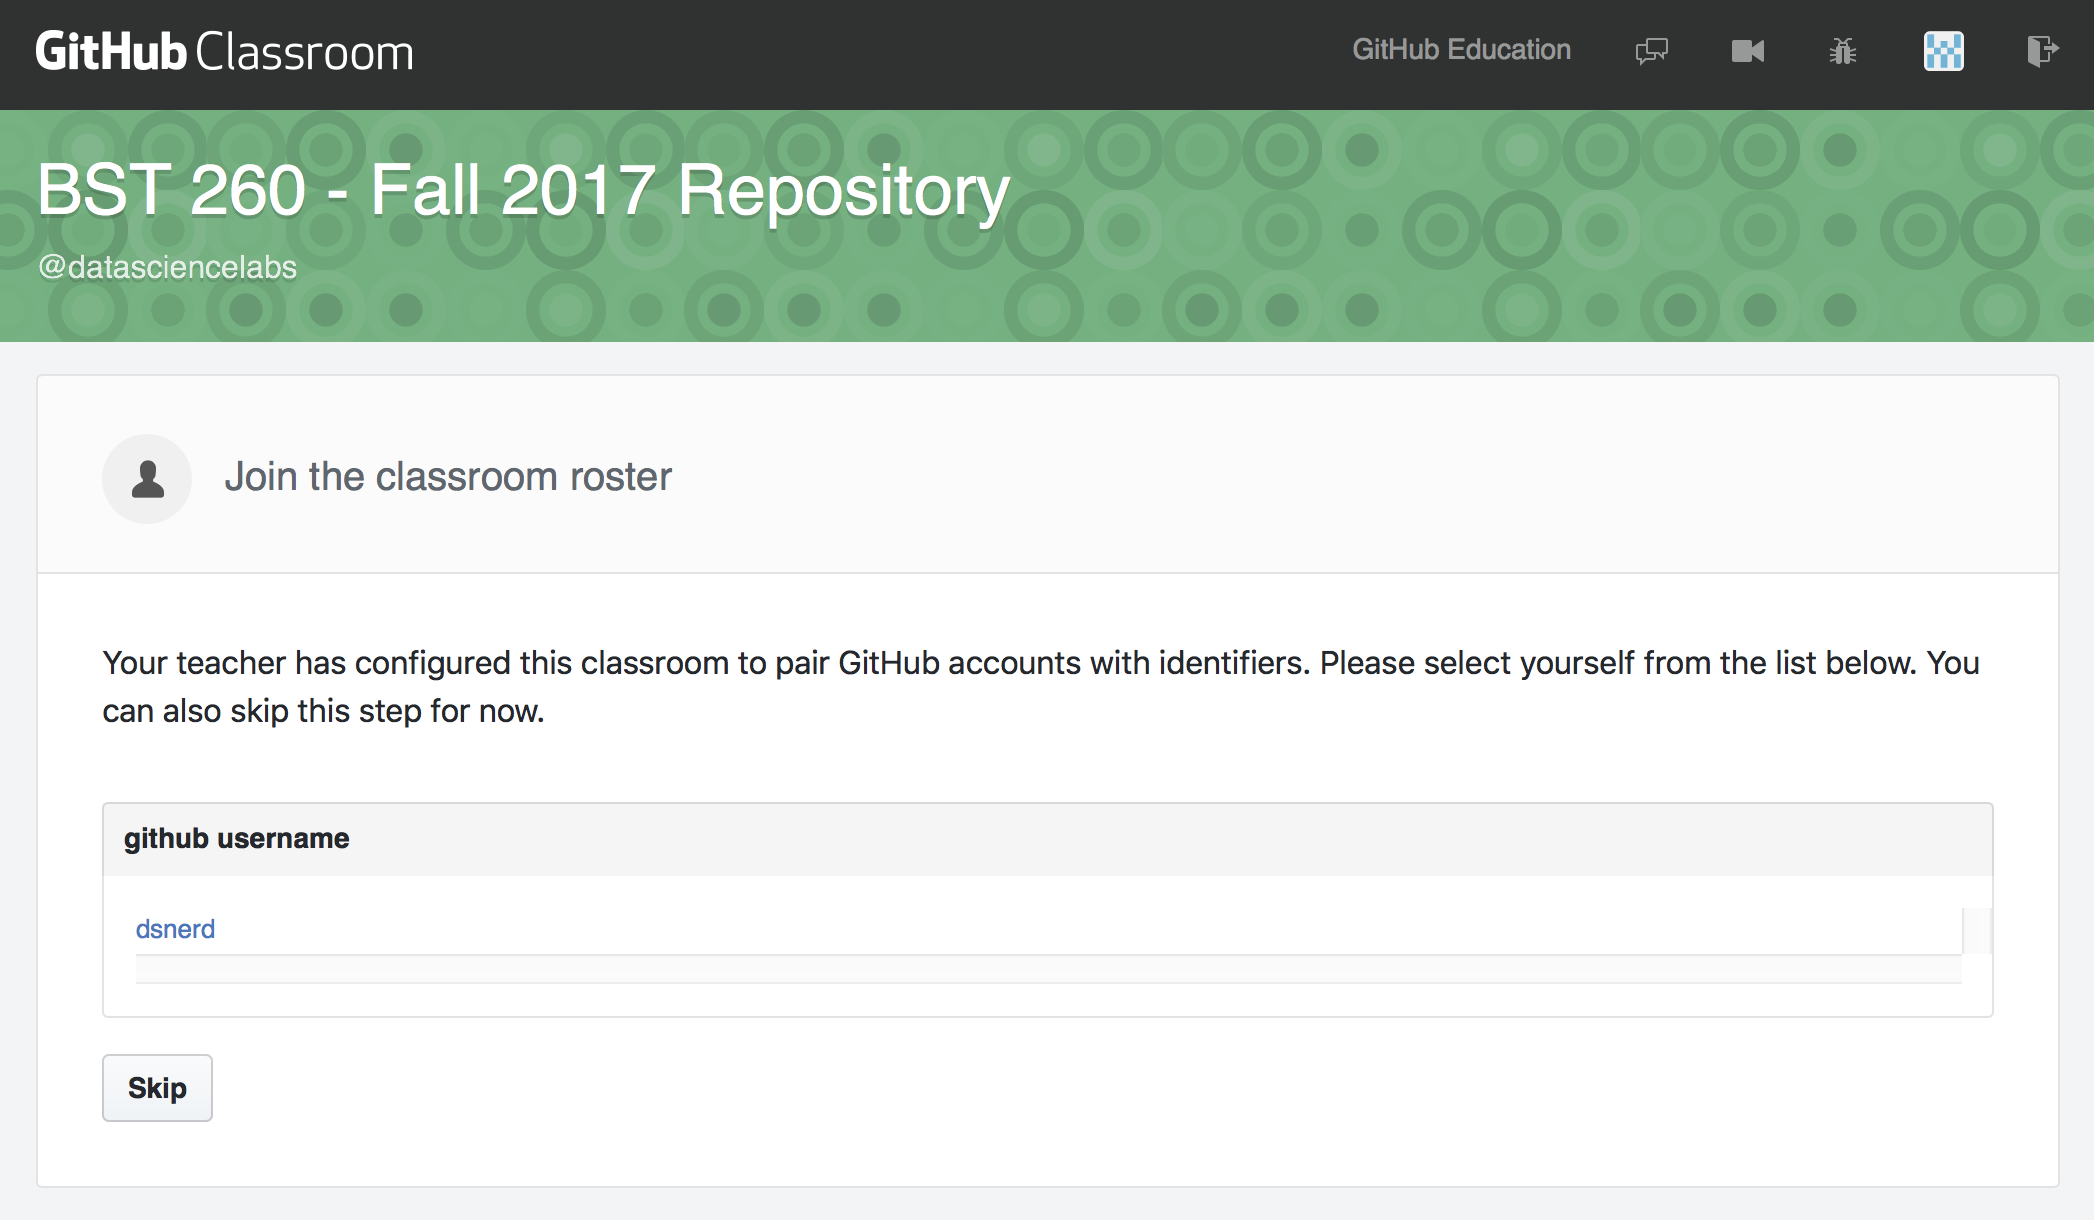 GitHub Classroom
GitHub Education
BST 260 - Fall 2017 Repository
@datasciencelabs
Join the classroom roster
Your teacher has configured this classroom to pair GitHub accounts with identifiers. Please select yourself from the list below. You
can also skip this step for now.
github username
dsnerd
Skip